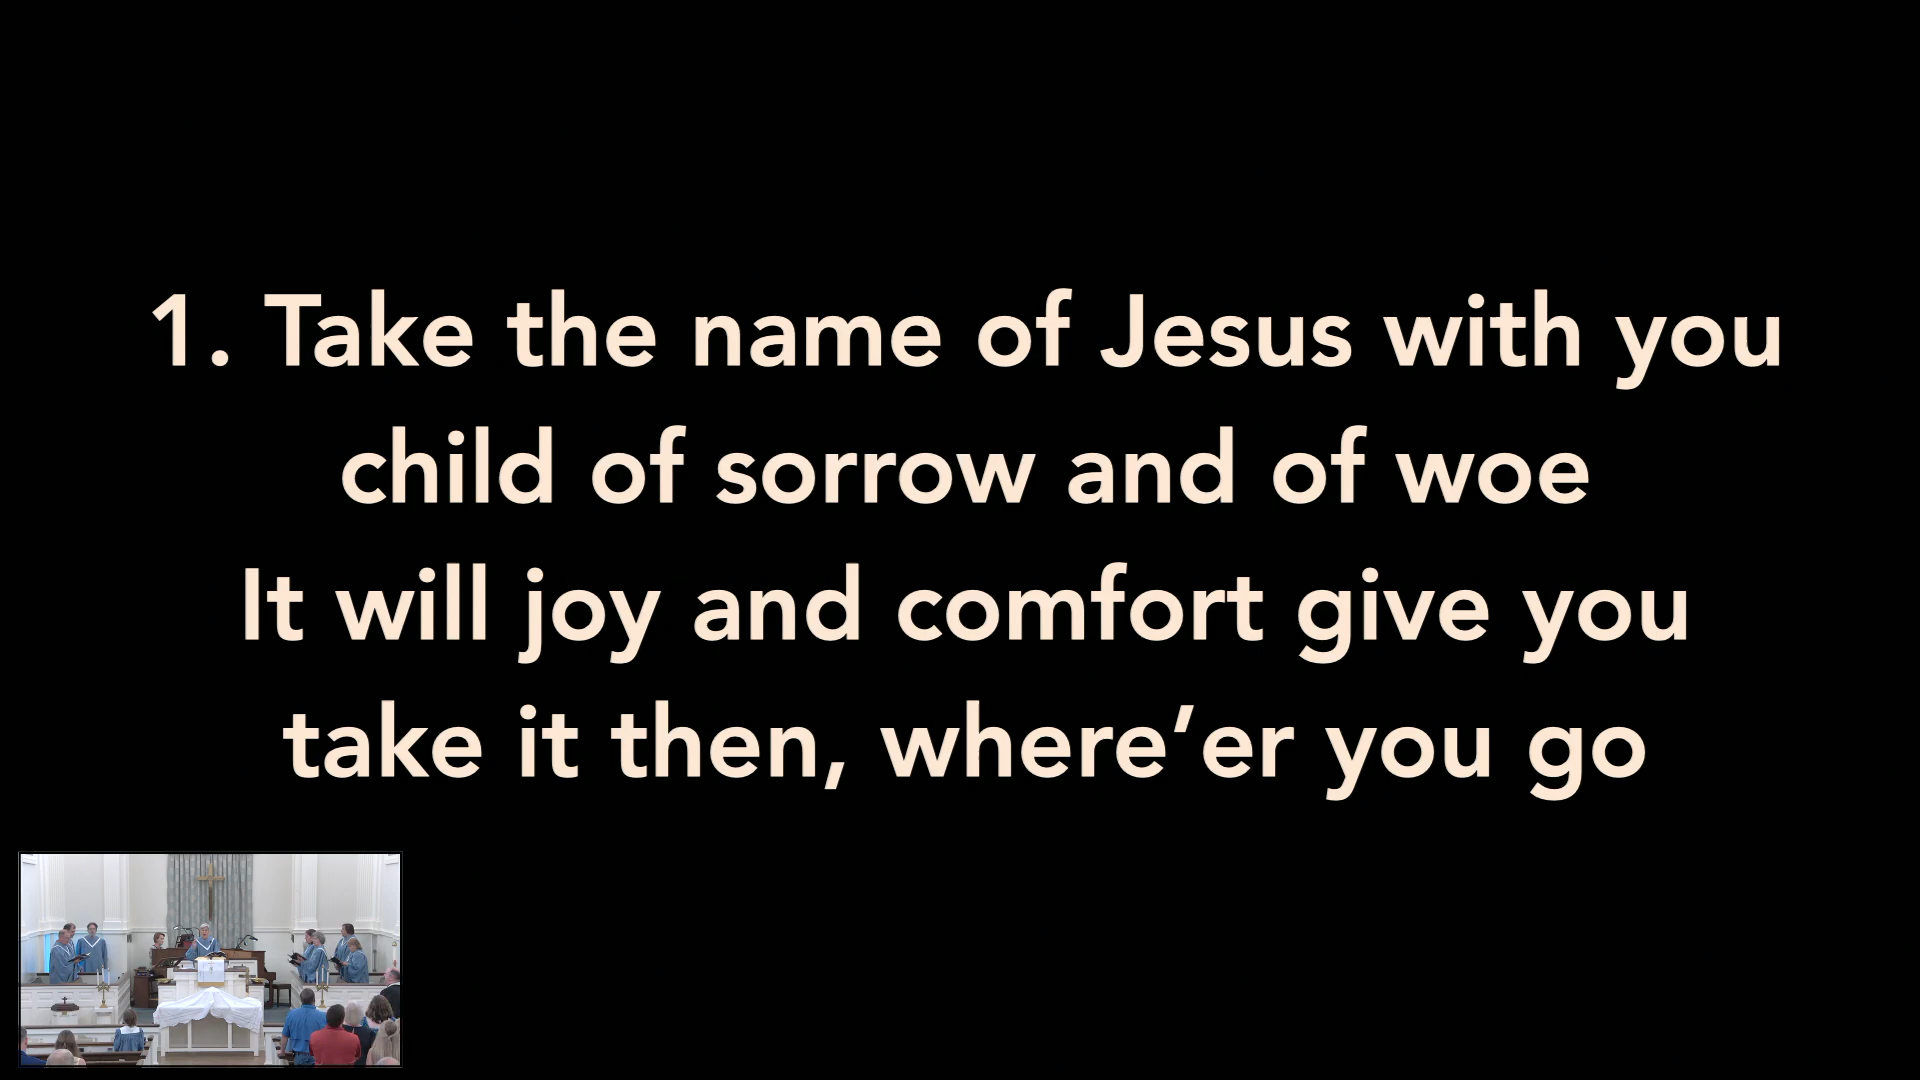 1. Take the name of Jesus with you
child of sorrow and of woe
It will joy and comfort give you
take it then, where’er you go